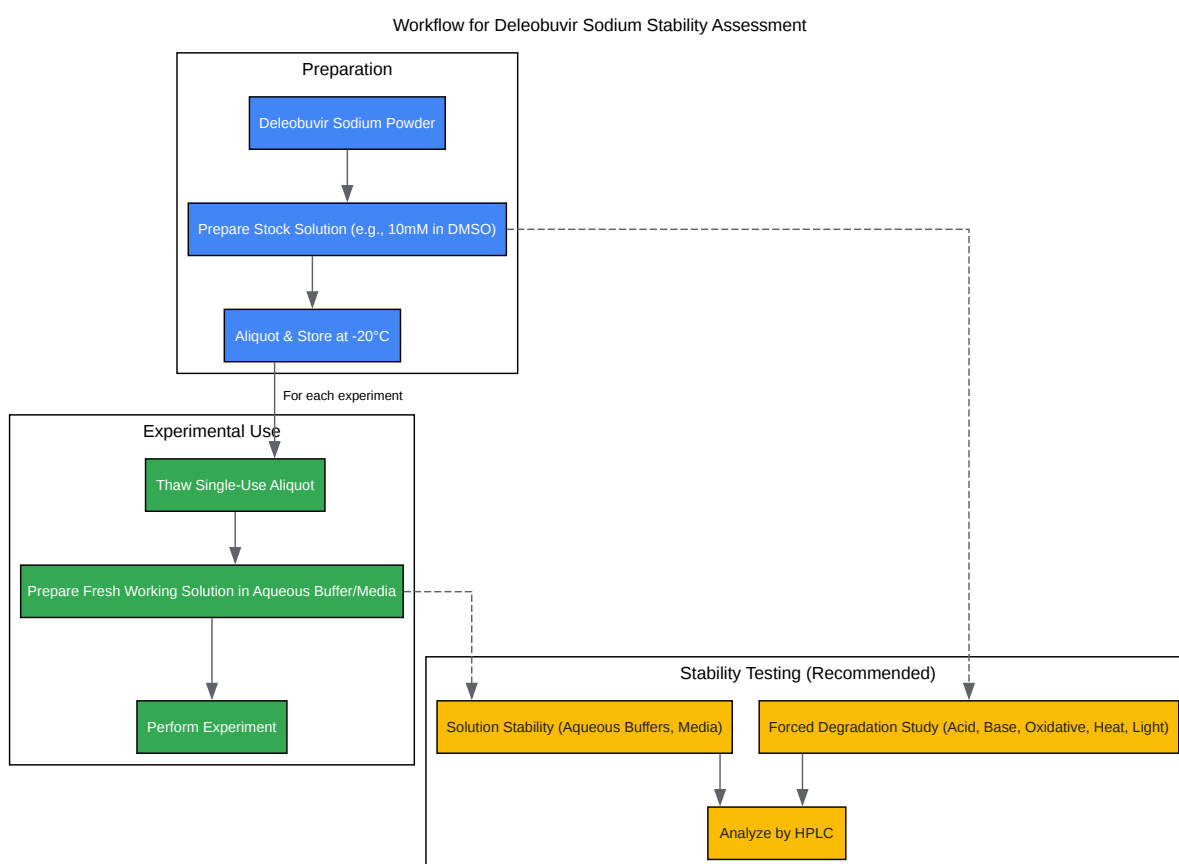 Workflow for Deleobuvir Sodium Stability Assessment
Preparation
Deleobuvir Sodium Powder
Prepare Stock Solution (e.g., 10mM in DMSO)
Aliquot & Store at -20°C
For each experiment
Experimental Use
Thaw Single-Use Aliquot
Prepare Fresh Working Solution in Aqueous Buffer/Media
Perform Experiment
Stability Testing (Recommended)
Solution Stability (Aqueous Buffers, Media)
Forced Degradation Study (Acid, Base, Oxidative, Heat, Light)
Analyze by HPLC